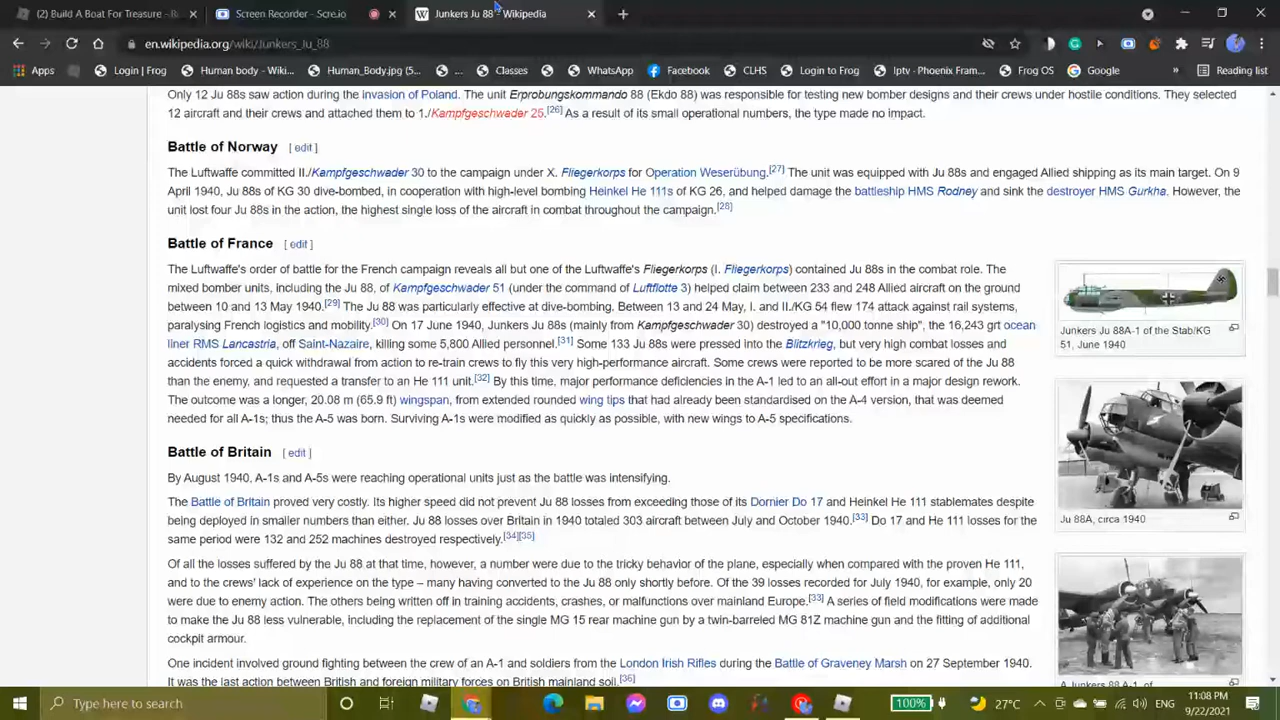 (2) Build A Boat For Treasure - R
Screen Recorder - Scre.io
Junkers Ju 88 - Wikipedia
en.wikipedia.org/wiki/Junkers_Ju_88
Apps
Login | Frog
Human body - Wiki...
Human_Body.jpg (5...
...
Classes
WhatsApp
Facebook
CLHS
Login to Frog
Iptv - Phoenix Fram...
Frog OS
Google
Reading list
Only 12 Ju 88s saw action during the invasion of Poland. The unit Erprobungskommando 88 (Ekdo 88) was responsible for testing new bomber designs and their crews under hostile conditions. They selected
12 aircraft and their crews and attached them to 1./Kampfgeschwader 25.[26] As a result of its small operational numbers, the type made no impact.
Battle of Norway [ edit ]
The Luftwaffe committed II./Kampfgeschwader 30 to the campaign under X. Fliegerkorps for Operation Weserübung.[27] The unit was equipped with Ju 88s and engaged Allied shipping as its main target. On 9
April 1940, Ju 88s of KG 30 dive-bombed, in cooperation with high-level bombing Heinkel He 111s of KG 26, and helped damage the battleship HMS Rodney and sink the destroyer HMS Gurkha. However, the
unit lost four Ju 88s in the action, the highest single loss of the aircraft in combat throughout the campaign.[28]
Battle of France [ edit ]
The Luftwaffe's order of battle for the French campaign reveals all but one of the Luftwaffe's Fliegerkorps (I. Fliegerkorps) contained Ju 88s in the combat role. The
mixed bomber units, including the Ju 88, of Kampfgeschwader 51 (under the command of Luftflotte 3) helped claim between 233 and 248 Allied aircraft on the ground
between 10 and 13 May 1940.[29] The Ju 88 was particularly effective at dive-bombing. Between 13 and 24 May, I. and II./KG 54 flew 174 attack against rail systems,
paralysing French logistics and mobility.[30] On 17 June 1940, Junkers Ju 88s (mainly from Kampfgeschwader 30) destroyed a "10,000 tonne ship", the 16,243 grt ocean
liner RMS Lancastria, off Saint-Nazaire, killing some 5,800 Allied personnel.[31] Some 133 Ju 88s were pressed into the Blitzkrieg, but very high combat losses and
accidents forced a quick withdrawal from action to re-train crews to fly this very high-performance aircraft. Some crews were reported to be more scared of the Ju 88
than the enemy, and requested a transfer to an He 111 unit.[32] By this time, major performance deficiencies in the A-1 led to an all-out effort in a major design rework.
The outcome was a longer, 20.08 m (65.9 ft) wingspan, from extended rounded wing tips that had already been standardised on the A-4 version, that was deemed
needed for all A-1s; thus the A-5 was born. Surviving A-1s were modified as quickly as possible, with new wings to A-5 specifications.
Junkers Ju 88A-1 of the Stab/KG
51, June 1940
Ju 88A, circa 1940
Battle of Britain [ edit ]
By August 1940, A-1s and A-5s were reaching operational units just as the battle was intensifying.
The Battle of Britain proved very costly. Its higher speed did not prevent Ju 88 losses from exceeding those of its Dornier Do 17 and Heinkel He 111 stablemates despite
being deployed in smaller numbers than either. Ju 88 losses over Britain in 1940 totaled 303 aircraft between July and October 1940.[33] Do 17 and He 111 losses for the
same period were 132 and 252 machines destroyed respectively.[34][35]
Of all the losses suffered by the Ju 88 at that time, however, a number were due to the tricky behavior of the plane, especially when compared with the proven He 111,
and to the crews' lack of experience on the type – many having converted to the Ju 88 only shortly before. Of the 39 losses recorded for July 1940, for example, only 20
were due to enemy action. The others being written off in training accidents, crashes, or malfunctions over mainland Europe.[33] A series of field modifications were made
to make the Ju 88 less vulnerable, including the replacement of the single MG 15 rear machine gun by a twin-barreled MG 81Z machine gun and the fitting of additional
cockpit armour.
One incident involved ground fighting between the crew of an A-1 and soldiers from the London Irish Rifles during the Battle of Graveney Marsh on 27 September 1940.
It was the last action between British and foreign military forces on British mainland soil.[36]
Type here to search
100%
27°C
ENG
11:08 PM
9/22/2021